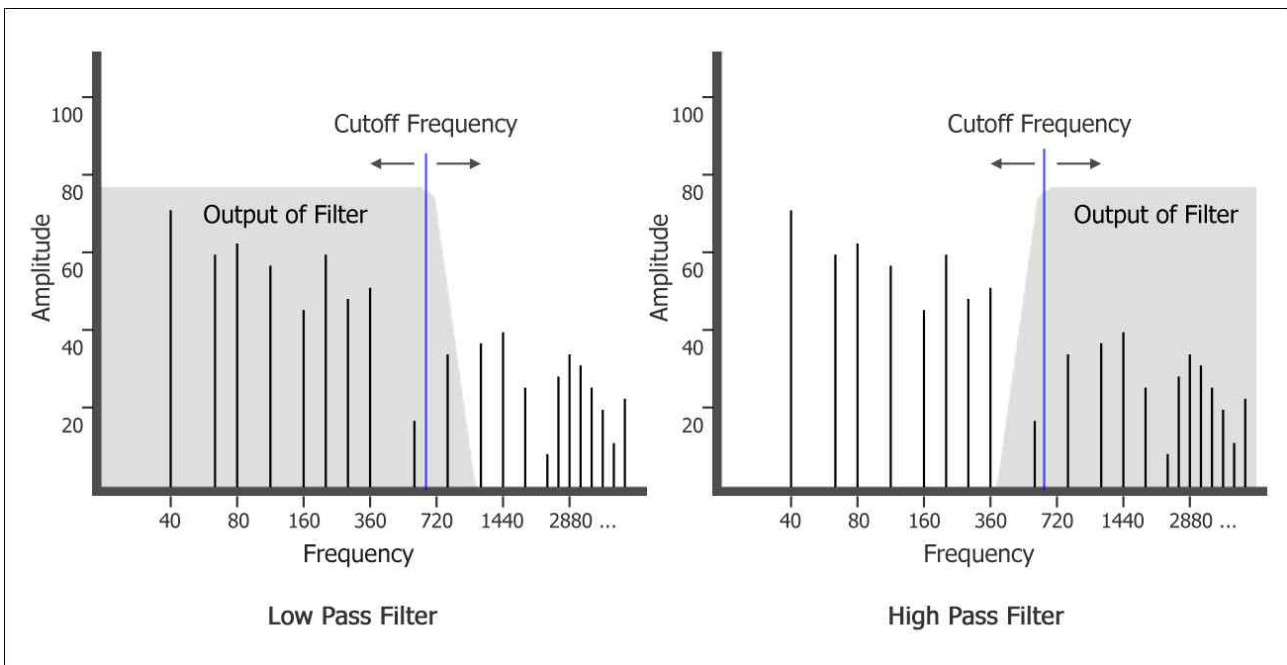 Cutoff Frequency
Output of Filter
Amplitude
100
80
60
40
20
40 80 160 360 720 1440 2880 ...
Frequency
Low Pass Filter
Cutoff Frequency
Output of Filter
Amplitude
100
80
60
40
20
40 80 160 360 720 1440 2880 ...
Frequency
High Pass Filter